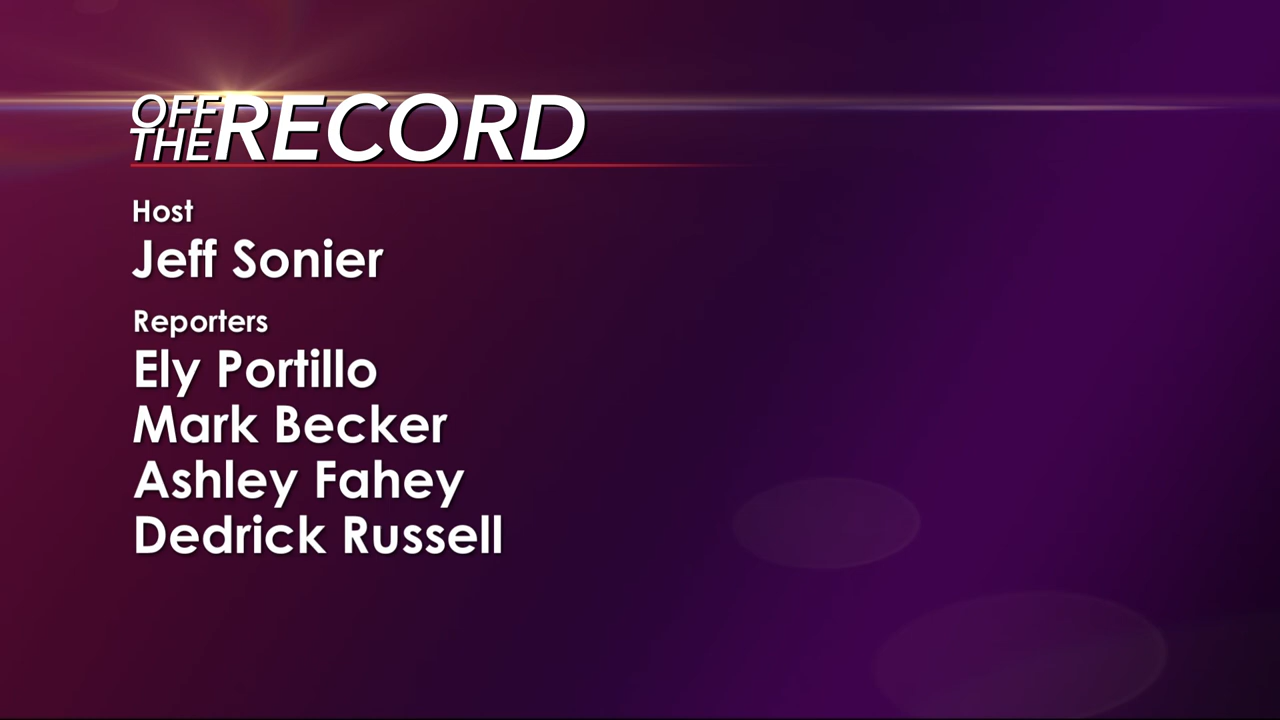 OFF THE RECORD
Host
Jeff Sonier
Reporters
Ely Portillo
Mark Becker
Ashley Fahey
Dedrick Russell